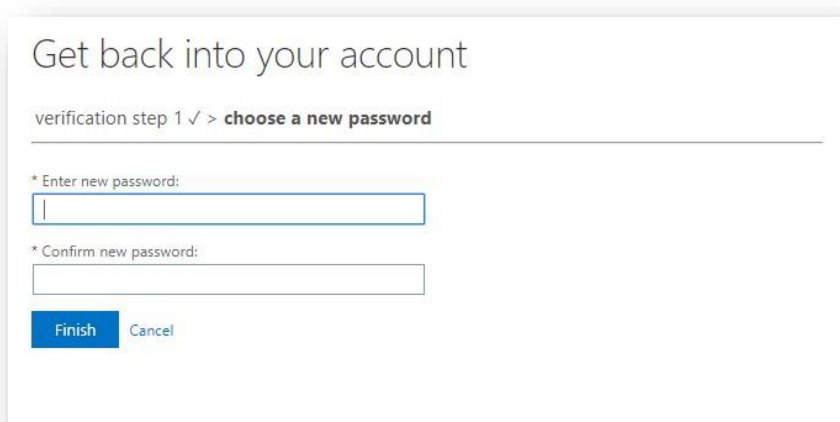 Get back into your account
verification step 1 ✓ > choose a new password
* Enter new password:
* Confirm new password:
Finish Cancel